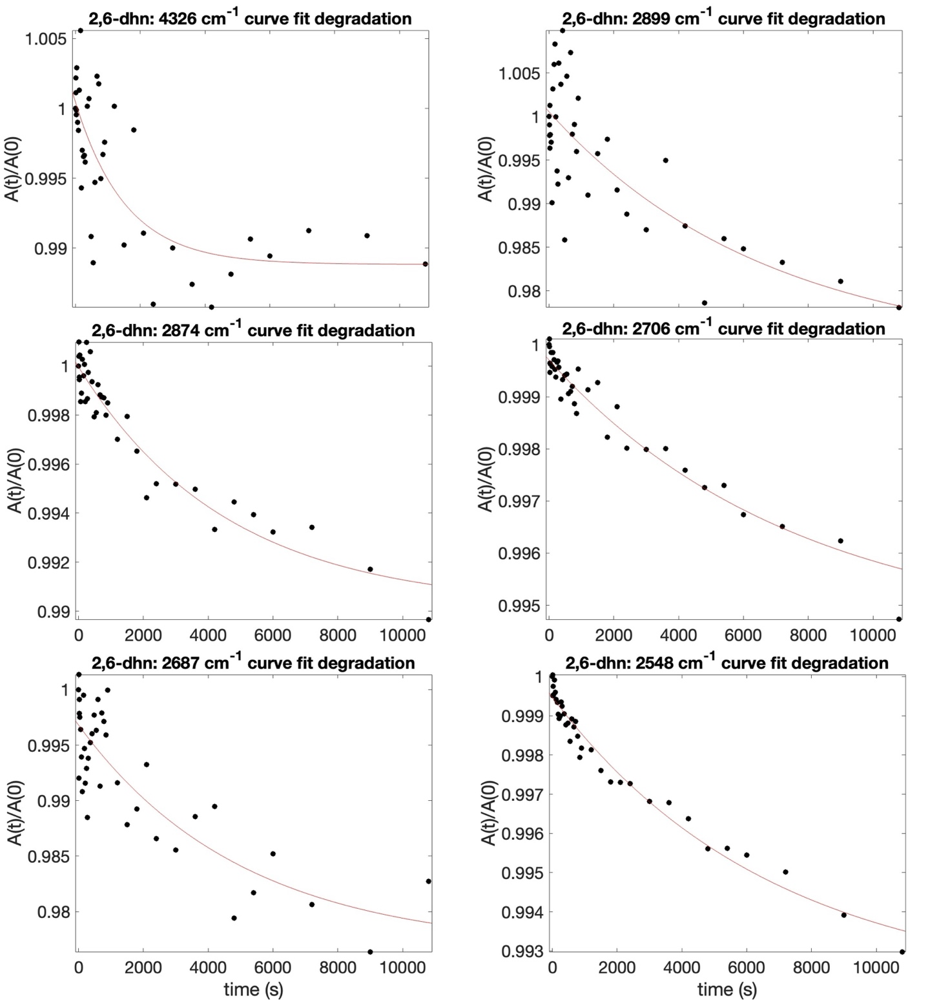 2,6-dhn: 4326 cm⁻¹ curve fit degradation
1.005
1
0.995
0.99
A(t)/A(0)
2,6-dhn: 2899 cm⁻¹ curve fit degradation
1.005
1
0.995
0.99
0.985
0.98
A(t)/A(0)
2,6-dhn: 2874 cm⁻¹ curve fit degradation
1
0.998
0.996
0.994
0.992
0.99
A(t)/A(0)
0 2000 4000 6000 8000 10000
2,6-dhn: 2706 cm⁻¹ curve fit degradation
1
0.999
0.998
0.997
0.996
0.995
A(t)/A(0)
0 2000 4000 6000 8000 10000
2,6-dhn: 2687 cm⁻¹ curve fit degradation
1
0.995
0.99
0.985
0.98
A(t)/A(0)
0 2000 4000 6000 8000 10000
time (s)
2,6-dhn: 2548 cm⁻¹ curve fit degradation
1
0.999
0.998
0.997
0.996
0.995
0.994
0.993
A(t)/A(0)
0 2000 4000 6000 8000 10000
time (s)